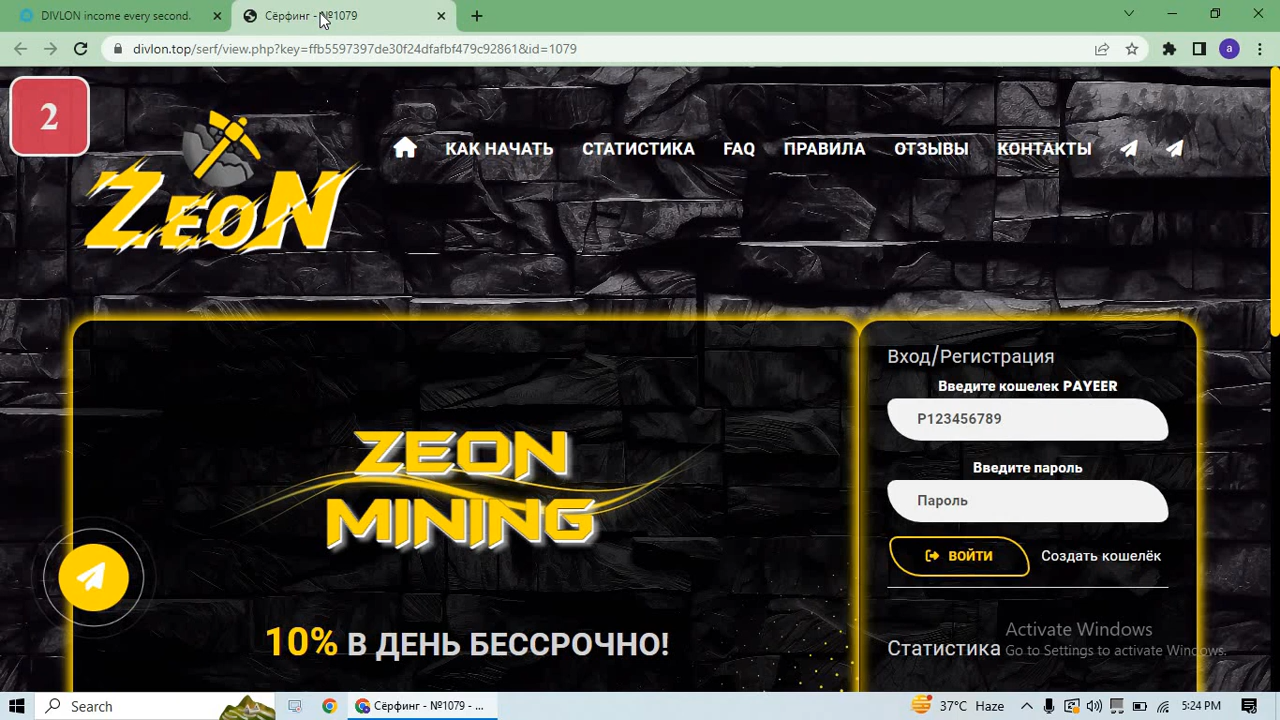 DIVLON income every second.
Сёрфинг - №1079
divlon.top/serf/view.php?key=ffb5597397de30f24dfafbf479c92861&id=1079
a
2
ZEON
КАК НАЧАТЬ
СТАТИСТИКА
FAQ
ПРАВИЛА
ОТЗЫВЫ
КОНТАКТЫ
ZEON
MINING
10% В ДЕНЬ БЕССРОЧНО!
Вход/Регистрация
Введите кошелек PAYEER
P123456789
Введите пароль
Пароль
ВОЙТИ
Создать кошелёк
Статистика
Activate Windows
Go to Settings to activate Windows.
Search
Сёрфинг - №1079 - ...
37°C Haze
5:24 PM